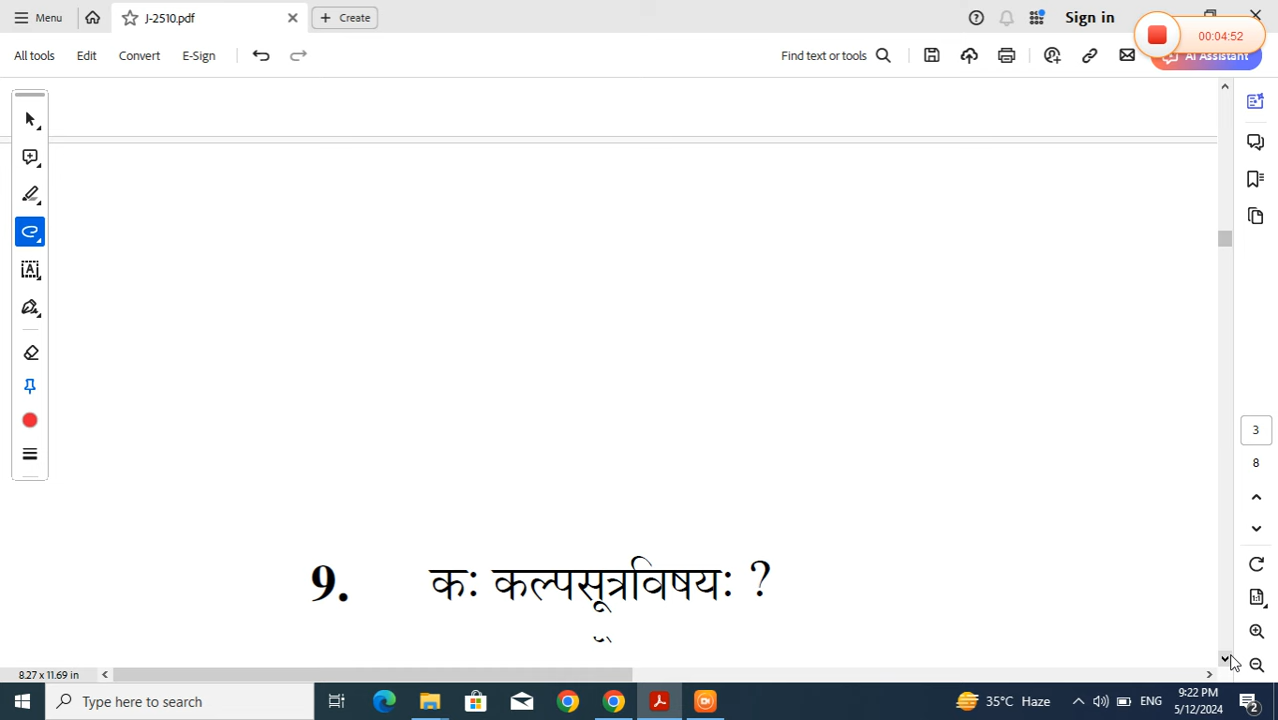 Menu
J-2510.pdf
Create
Sign in
00:04:52
All tools
Edit
Convert
E-Sign
Find text or tools
AI Assistant
3
8
9. कः कल्पसूत्रविषयः ?
8.27 x 11.69 in
Type here to search
35°C Haze
ENG
9:22 PM
5/12/2024
2